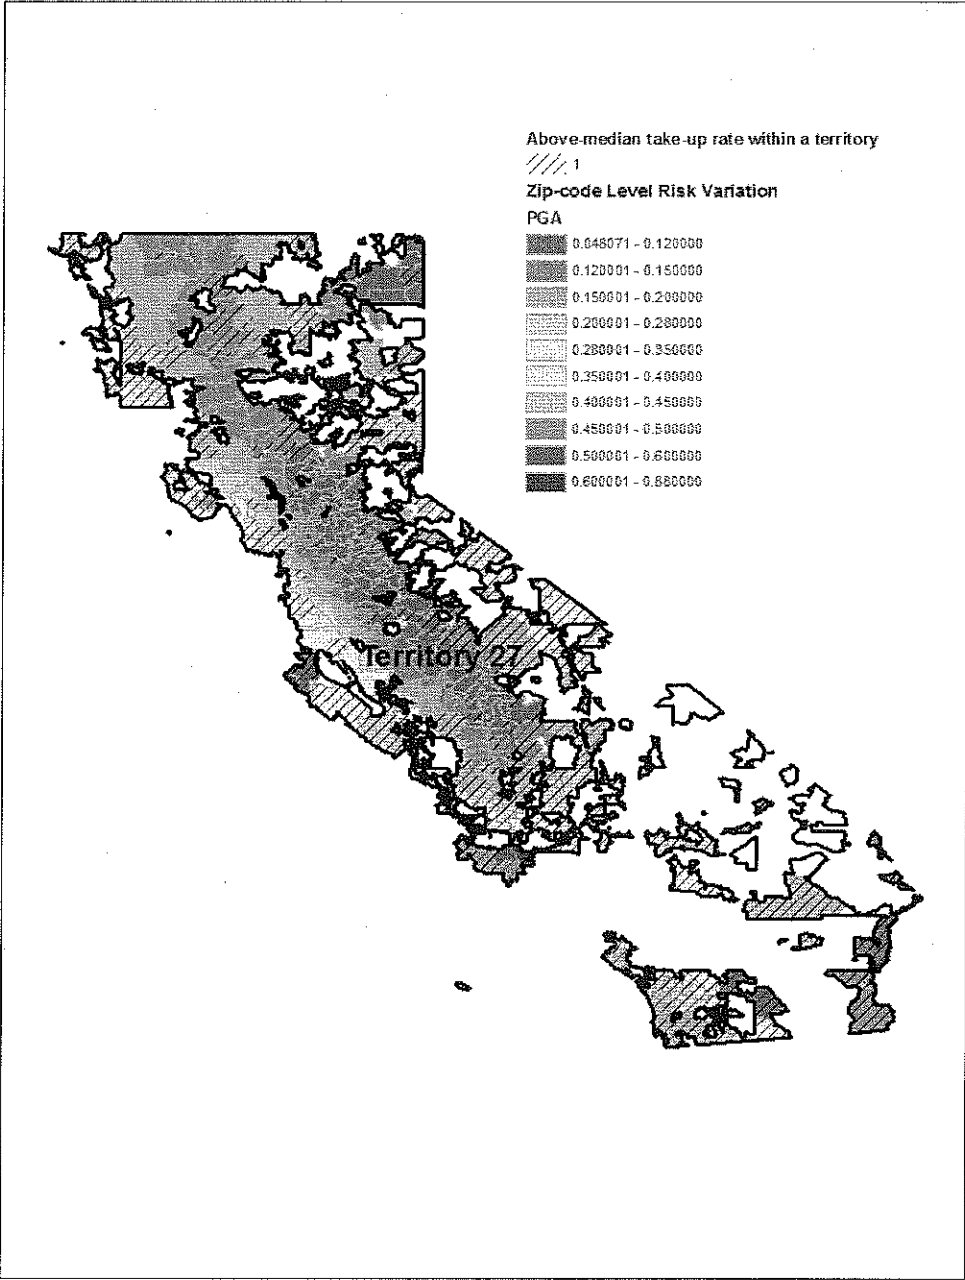 Above-median take-up rate within a territory
1
Zip-code Level Risk Variation
PGA
0.048071 - 0.120000
0.120001 - 0.150000
0.150001 - 0.200000
0.200001 - 0.280000
0.280001 - 0.350000
0.350001 - 0.400000
0.400001 - 0.450000
0.450001 - 0.500000
0.500001 - 0.600000
0.600001 - 0.880000
Territory 27